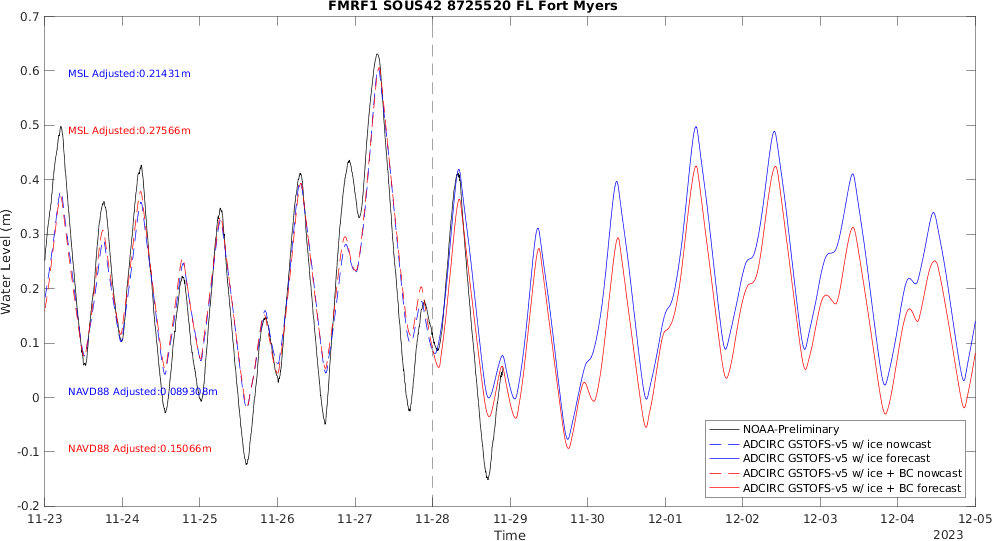 FMRF1 SOUS42 8725520 FL Fort Myers
0.7
0.6
0.5
0.4
0.3
0.2
0.1
0
-0.1
-0.2
Water Level (m)
MSL Adjusted:0.21431m
MSL Adjusted:0.27566m
NAVD88 Adjusted:0.089308m
NAVD88 Adjusted:0.15066m
NOAA-Preliminary
ADCIRC GSTOFS-v5 w/ ice nowcast
ADCIRC GSTOFS-v5 w/ ice forecast
ADCIRC GSTOFS-v5 w/ ice + BC nowcast
ADCIRC GSTOFS-v5 w/ ice + BC forecast
11-23 11-24 11-25 11-26 11-27 11-28 11-29 11-30 12-01 12-02 12-03 12-04 12-05
Time
2023